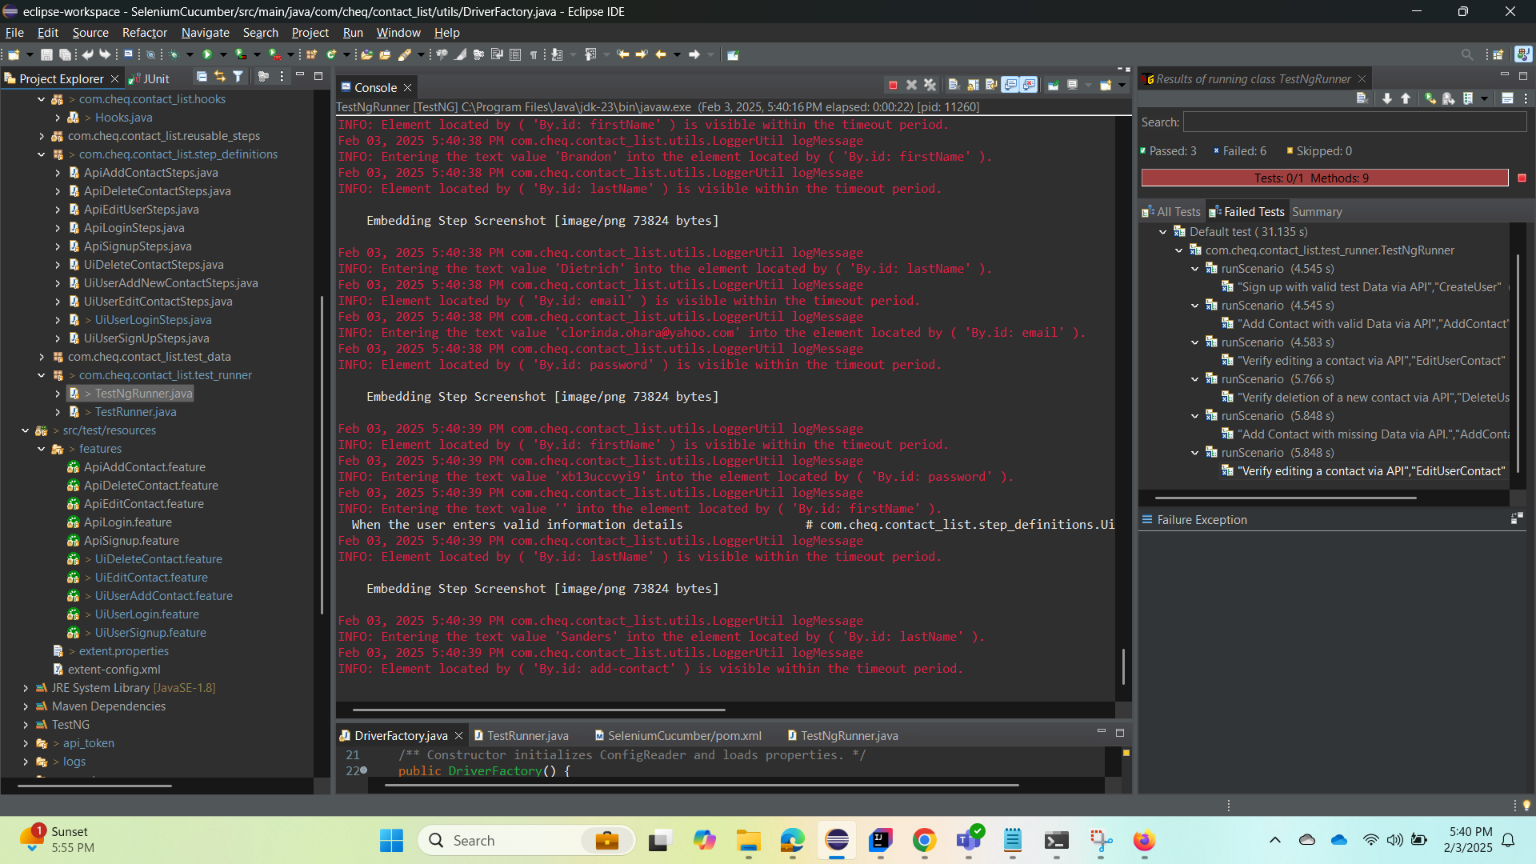 eclipse-workspace - SeleniumCucumber/src/main/java/com/cheq/contact_list/utils/DriverFactory.java - Eclipse IDE
File Edit Source Refactor Navigate Search Project Run Window Help
Project Explorer JUnit
com.cheq.contact_list.hooks
> Hooks.java
com.cheq.contact_list.reusable_steps
> com.cheq.contact_list.step_definitions
ApiAddContactSteps.java
ApiDeleteContactSteps.java
ApiEditUserSteps.java
ApiLoginSteps.java
ApiSignupSteps.java
UiDeleteContactSteps.java
UiUserAddNewContactSteps.java
UiUserEditContactSteps.java
> UiUserLoginSteps.java
UiUserSignUpSteps.java
com.cheq.contact_list.test_data
> com.cheq.contact_list.test_runner
> TestNgRunner.java
> TestRunner.java
> src/test/resources
> features
ApiAddContact.feature
ApiDeleteContact.feature
ApiEditContact.feature
ApiLogin.feature
ApiSignup.feature
> UiDeleteContact.feature
> UiEditContact.feature
> UiUserAddContact.feature
> UiUserLogin.feature
> UiUserSignup.feature
> extent.properties
extent-config.xml
JRE System Library [JavaSE-1.8]
Maven Dependencies
TestNG
> api_token
> logs
Console
TestNgRunner [TestNG] C:\Program Files\Java\jdk-23\bin\javaw.exe (Feb 3, 2025, 5:40:16 PM elapsed: 0:00:22) [pid: 11260]
INFO: Element located by ( 'By.id: firstName' ) is visible within the timeout period.
Feb 03, 2025 5:40:38 PM com.cheq.contact_list.utils.LoggerUtil logMessage
INFO: Entering the text value 'Brandon' into the element located by ( 'By.id: firstName' ).
Feb 03, 2025 5:40:38 PM com.cheq.contact_list.utils.LoggerUtil logMessage
INFO: Element located by ( 'By.id: lastName' ) is visible within the timeout period.
Embedding Step Screenshot [image/png 73824 bytes]
Feb 03, 2025 5:40:38 PM com.cheq.contact_list.utils.LoggerUtil logMessage
INFO: Entering the text value 'Dietrich' into the element located by ( 'By.id: lastName' ).
Feb 03, 2025 5:40:38 PM com.cheq.contact_list.utils.LoggerUtil logMessage
INFO: Element located by ( 'By.id: email' ) is visible within the timeout period.
Feb 03, 2025 5:40:38 PM com.cheq.contact_list.utils.LoggerUtil logMessage
INFO: Entering the text value 'clorinda.ohara@yahoo.com' into the element located by ( 'By.id: email' ).
Feb 03, 2025 5:40:38 PM com.cheq.contact_list.utils.LoggerUtil logMessage
INFO: Element located by ( 'By.id: password' ) is visible within the timeout period.
Embedding Step Screenshot [image/png 73824 bytes]
Feb 03, 2025 5:40:39 PM com.cheq.contact_list.utils.LoggerUtil logMessage
INFO: Element located by ( 'By.id: firstName' ) is visible within the timeout period.
Feb 03, 2025 5:40:39 PM com.cheq.contact_list.utils.LoggerUtil logMessage
INFO: Entering the text value 'xb13uccvyi9' into the element located by ( 'By.id: password' ).
Feb 03, 2025 5:40:39 PM com.cheq.contact_list.utils.LoggerUtil logMessage
INFO: Entering the text value '' into the element located by ( 'By.id: firstName' ).
When the user enters valid information details # com.cheq.contact_list.step_definitions.Ui
Feb 03, 2025 5:40:39 PM com.cheq.contact_list.utils.LoggerUtil logMessage
INFO: Element located by ( 'By.id: lastName' ) is visible within the timeout period.
Embedding Step Screenshot [image/png 73824 bytes]
Feb 03, 2025 5:40:39 PM com.cheq.contact_list.utils.LoggerUtil logMessage
INFO: Entering the text value 'Sanders' into the element located by ( 'By.id: lastName' ).
Feb 03, 2025 5:40:39 PM com.cheq.contact_list.utils.LoggerUtil logMessage
INFO: Element located by ( 'By.id: add-contact' ) is visible within the timeout period.
DriverFactory.java TestRunner.java SeleniumCucumber/pom.xml TestNgRunner.java
21 /** Constructor initializes ConfigReader and loads properties. */
22 public DriverFactory() {
Results of running class TestNgRunner
Search:
Passed: 3 Failed: 6 Skipped: 0
Tests: 0/1 Methods: 9
All Tests Failed Tests Summary
Default test ( 31.135 s)
com.cheq.contact_list.test_runner.TestNgRunner
runScenario (4.545 s)
"Sign up with valid test Data via API","CreateUser"
runScenario (4.545 s)
"Add Contact with valid Data via API","AddContact"
runScenario (4.583 s)
"Verify editing a contact via API","EditUserContact"
runScenario (5.766 s)
"Verify deletion of a new contact via API","DeleteUs
runScenario (5.848 s)
"Add Contact with missing Data via API.","AddConta
runScenario (5.848 s)
"Verify editing a contact via API","EditUserContact"
Failure Exception
1
Sunset
5:55 PM
Search
5:40 PM
2/3/2025